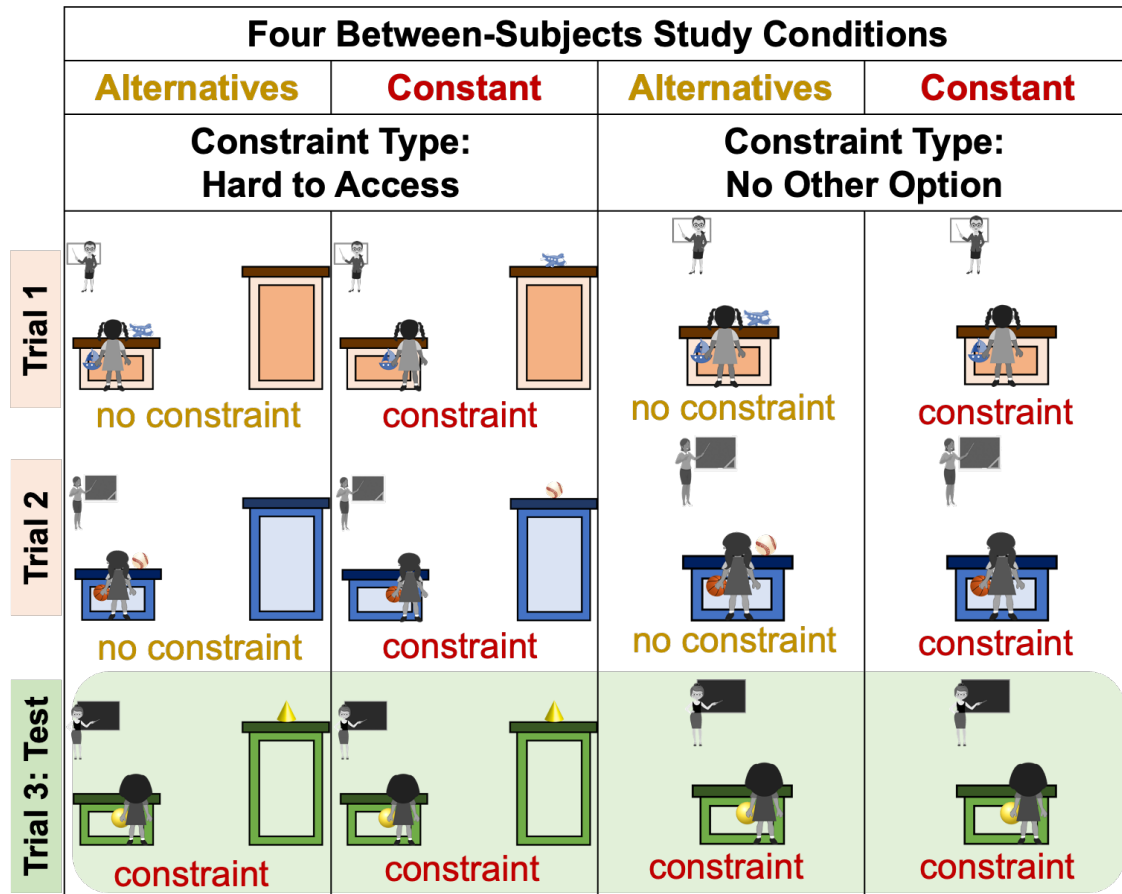 Four Between-Subjects Study Conditions
Alternatives Constant Alternatives Constant
Constraint Type: Constraint Type:
Hard to Access No Other Option
Trial 1
no constraint constraint no constraint constraint
Trial 2
no constraint constraint no constraint constraint
Trial 3: Test
constraint constraint constraint constraint